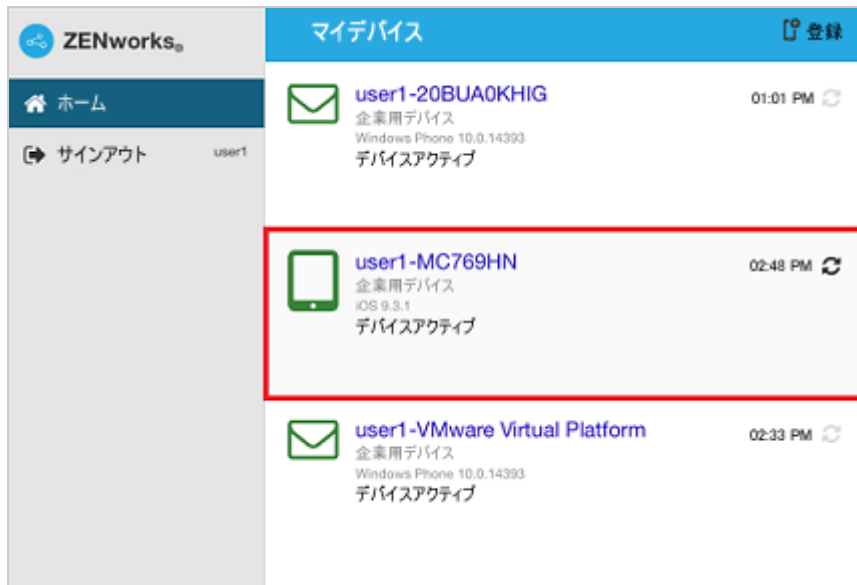 ZENworks®
ホーム
サインアウト user1
マイデバイス 登録
user1-20BUA0KHIG 01:01 PM
企業用デバイス
Windows Phone 10.0.14393
デバイスアクティブ
user1-MC769HN 02:48 PM
企業用デバイス
iOS 9.3.1
デバイスアクティブ
user1-VMware Virtual Platform 02:33 PM
企業用デバイス
Windows Phone 10.0.14393
デバイスアクティブ